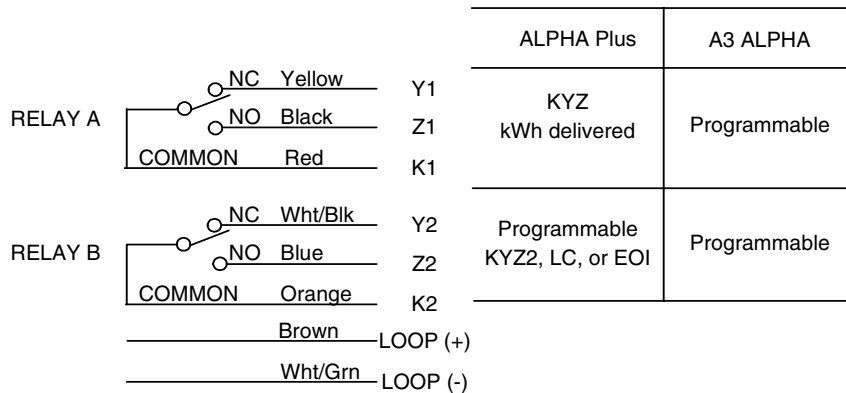 ALPHA Plus A3 ALPHA
NC Yellow Y1
RELAY A
NO Black Z1
COMMON Red K1
KYZ
kWh delivered
Programmable
NC Wht/Blk Y2
RELAY B
NO Blue Z2
COMMON Orange K2
Programmable
KYZ2, LC, or EOI
Programmable
Brown LOOP (+)
Wht/Grn LOOP (-)